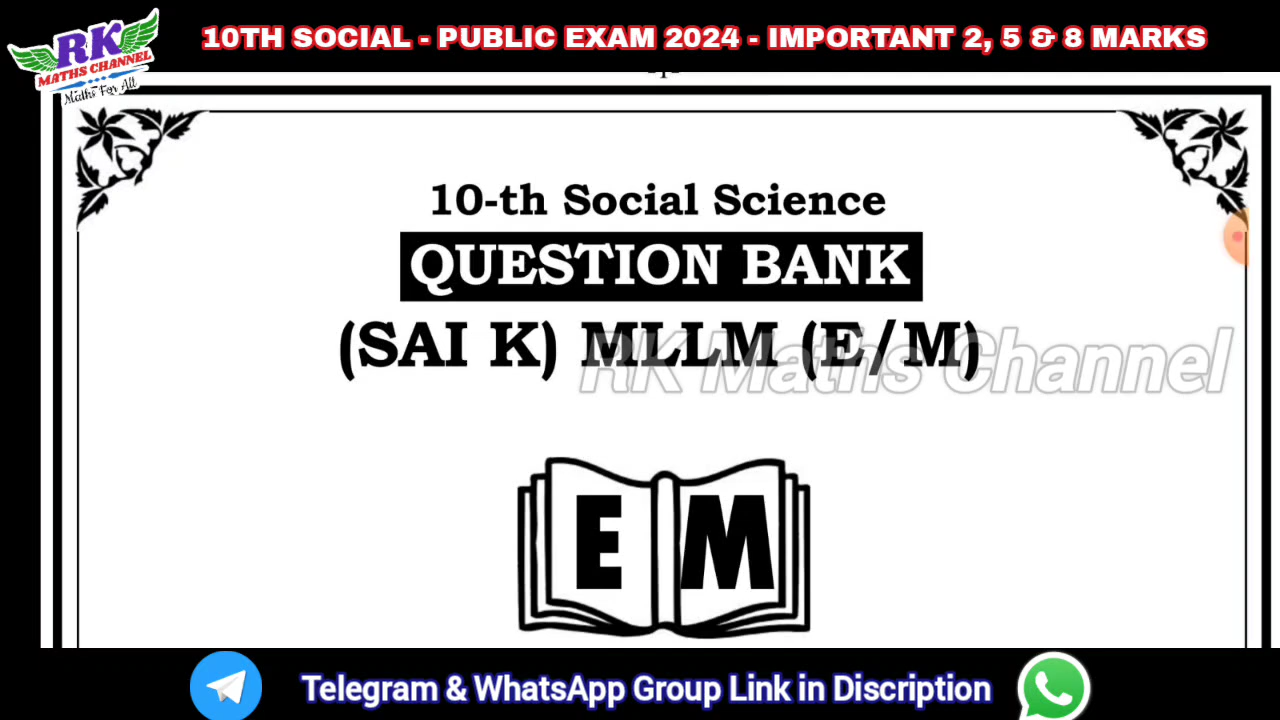 10TH SOCIAL - PUBLIC EXAM 2024 - IMPORTANT 2, 5 & 8 MARKS
RK
MATHS CHANNEL
Maths For All
10-th Social Science
QUESTION BANK
(SAI K) MLLM (E/M)
RK Maths Channel
E M
Telegram & WhatsApp Group Link in Discription